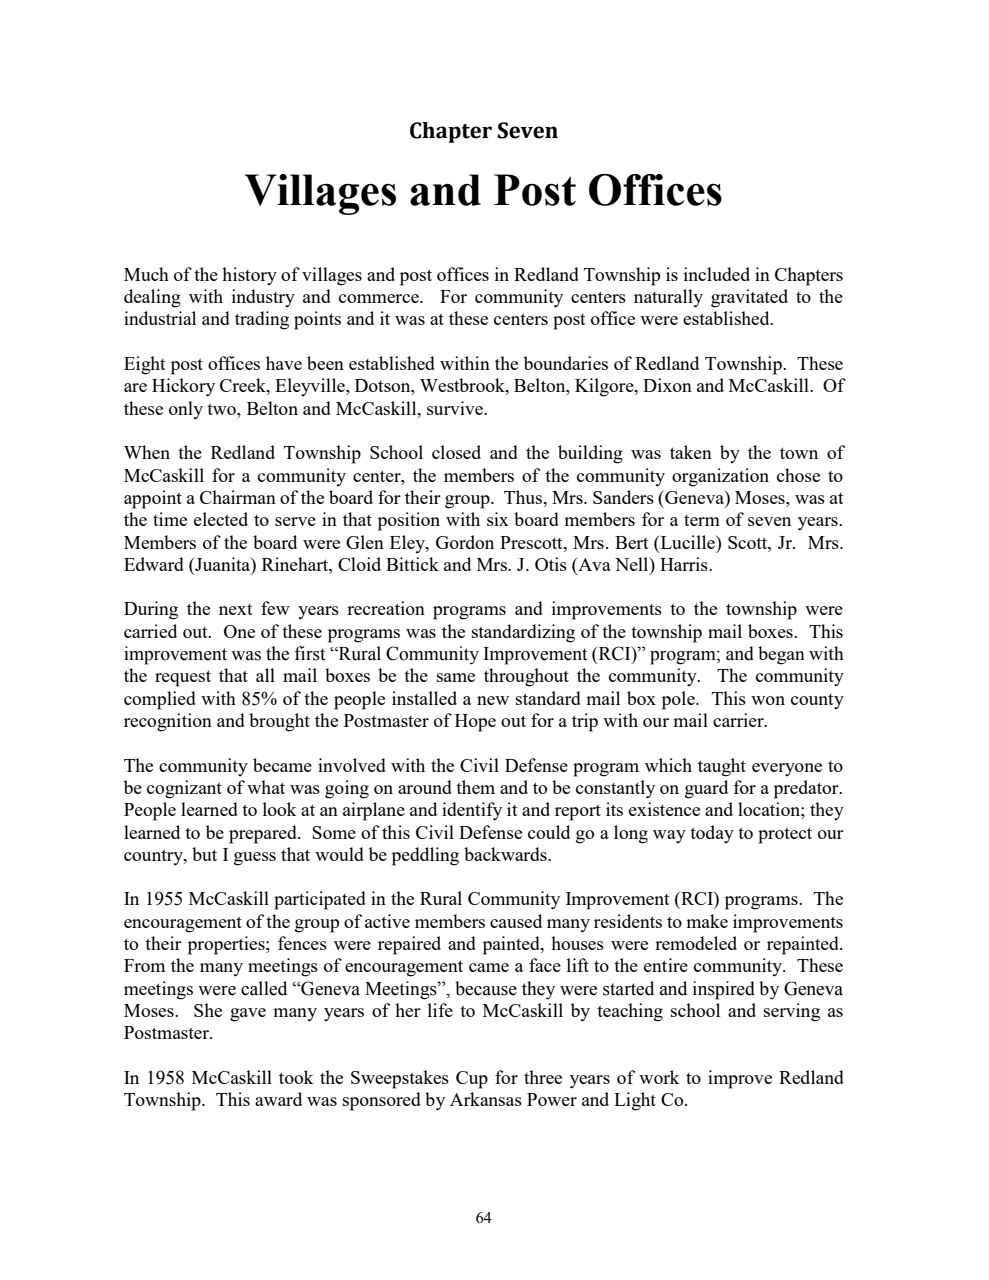 Chapter Seven
Villages and Post Offices
Much of the history of villages and post offices in Redland Township is included in Chapters
dealing with industry and commerce.  For community centers naturally gravitated to the
industrial and trading points and it was at these centers post office were established.
Eight post offices have been established within the boundaries of Redland Township.  These
are Hickory Creek, Eleyville, Dotson, Westbrook, Belton, Kilgore, Dixon and McCaskill.  Of
these only two, Belton and McCaskill, survive.
When the Redland Township School closed and the building was taken by the town of
McCaskill for a community center, the members of the community organization chose to
appoint a Chairman of the board for their group.  Thus, Mrs. Sanders (Geneva) Moses, was at
the time elected to serve in that position with six board members for a term of seven years.
Members of the board were Glen Eley, Gordon Prescott, Mrs. Bert (Lucille) Scott, Jr.  Mrs.
Edward (Juanita) Rinehart, Cloid Bittick and Mrs. J. Otis (Ava Nell) Harris.
During the next few years recreation programs and improvements to the township were
carried out.  One of these programs was the standardizing of the township mail boxes.  This
improvement was the first “Rural Community Improvement (RCI)” program; and began with
the request that all mail boxes be the same throughout the community.  The community
complied with 85% of the people installed a new standard mail box pole.  This won county
recognition and brought the Postmaster of Hope out for a trip with our mail carrier.
The community became involved with the Civil Defense program which taught everyone to
be cognizant of what was going on around them and to be constantly on guard for a predator.
People learned to look at an airplane and identify it and report its existence and location; they
learned to be prepared.  Some of this Civil Defense could go a long way today to protect our
country, but I guess that would be peddling backwards.
In 1955 McCaskill participated in the Rural Community Improvement (RCI) programs.  The
encouragement of the group of active members caused many residents to make improvements
to their properties; fences were repaired and painted, houses were remodeled or repainted.
From the many meetings of encouragement came a face lift to the entire community.  These
meetings were called “Geneva Meetings”, because they were started and inspired by Geneva
Moses.  She gave many years of her life to McCaskill by teaching school and serving as
Postmaster.
In 1958 McCaskill took the Sweepstakes Cup for three years of work to improve Redland
Township.  This award was sponsored by Arkansas Power and Light Co.
64